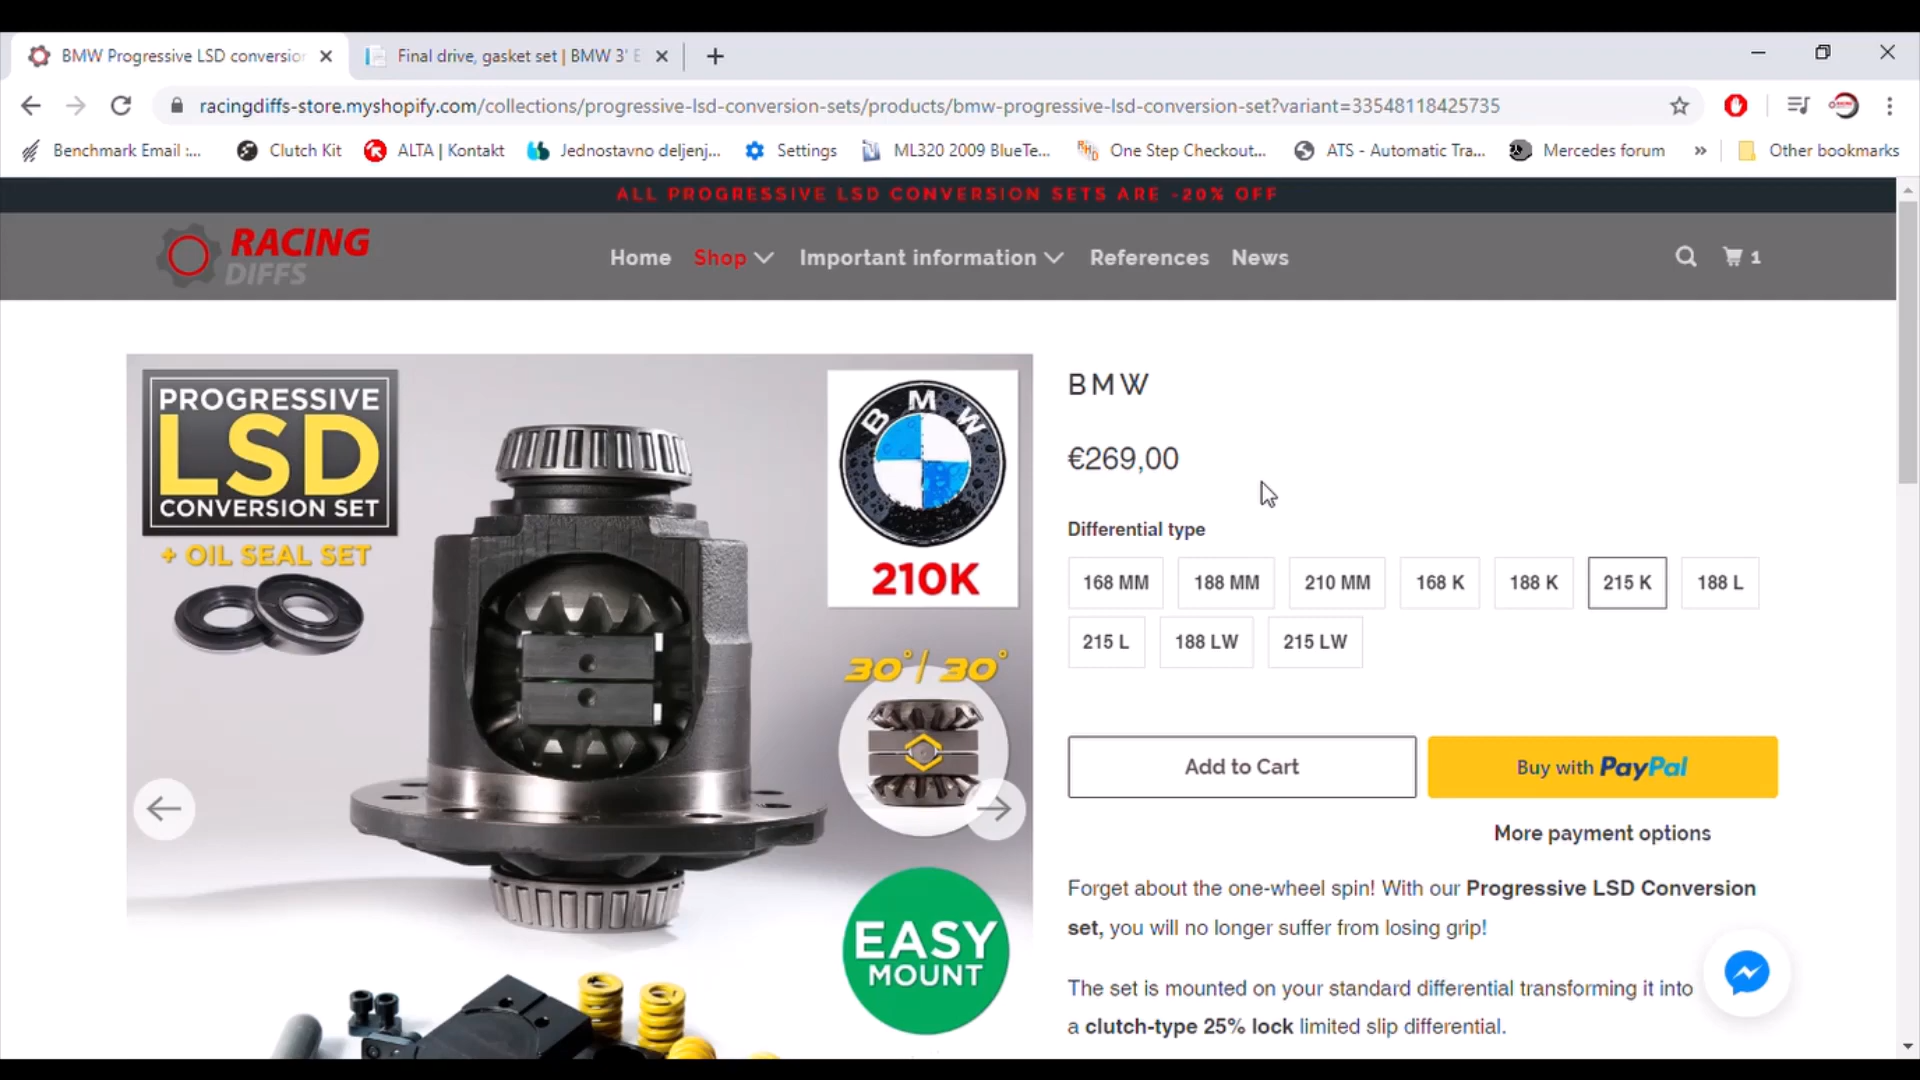 BMW Progressive LSD conversion
Final drive, gasket set | BMW 3' E
racingdiffs-store.myshopify.com/collections/progressive-lsd-conversion-sets/products/bmw-progressive-lsd-conversion-set?variant=33548118425735
Benchmark Email :...
Clutch Kit
ALTA | Kontakt
Jednostavno deljenj...
Settings
ML320 2009 BlueTe...
One Step Checkout...
ATS - Automatic Tra...
Mercedes forum
»
Other bookmarks
ALL PROGRESSIVE LSD CONVERSION SETS ARE -20% OFF
RACING
DIFFS
Home
Shop
Important information
References
News
1
PROGRESSIVE
LSD
CONVERSION SET
+ OIL SEAL SET
BMW
210K
30°/30°
EASY
MOUNT
BMW
€269,00
Differential type
168 MM
188 MM
210 MM
168 K
188 K
215 K
188 L
215 L
188 LW
215 LW
Add to Cart
Buy with PayPal
More payment options
Forget about the one-wheel spin! With our Progressive LSD Conversion
set, you will no longer suffer from losing grip!
The set is mounted on your standard differential transforming it into
a clutch-type 25% lock limited slip differential.